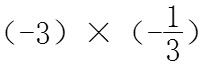 (-3) × (-1/3)